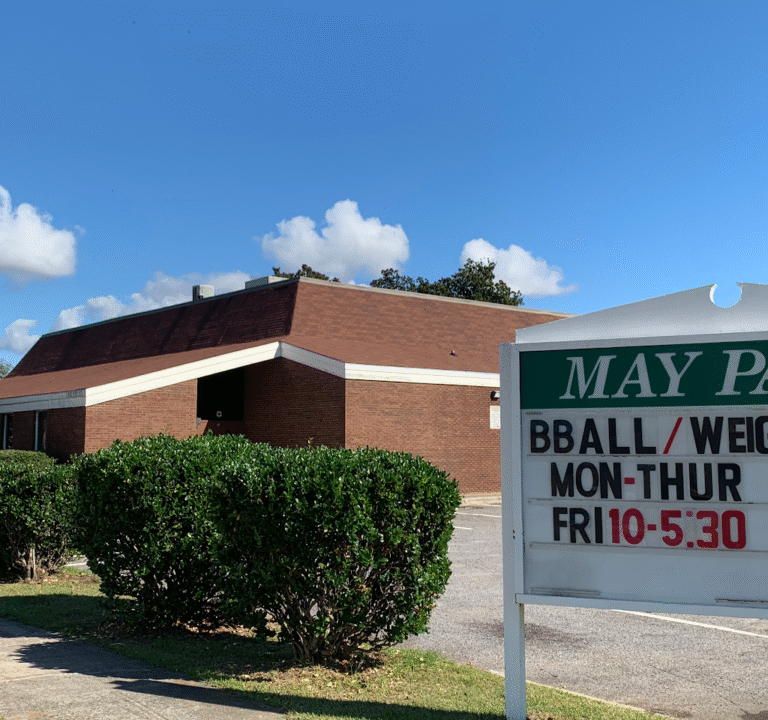 MAY PA
BBALL/WEIG
MON-THUR
FRI 10-5:30